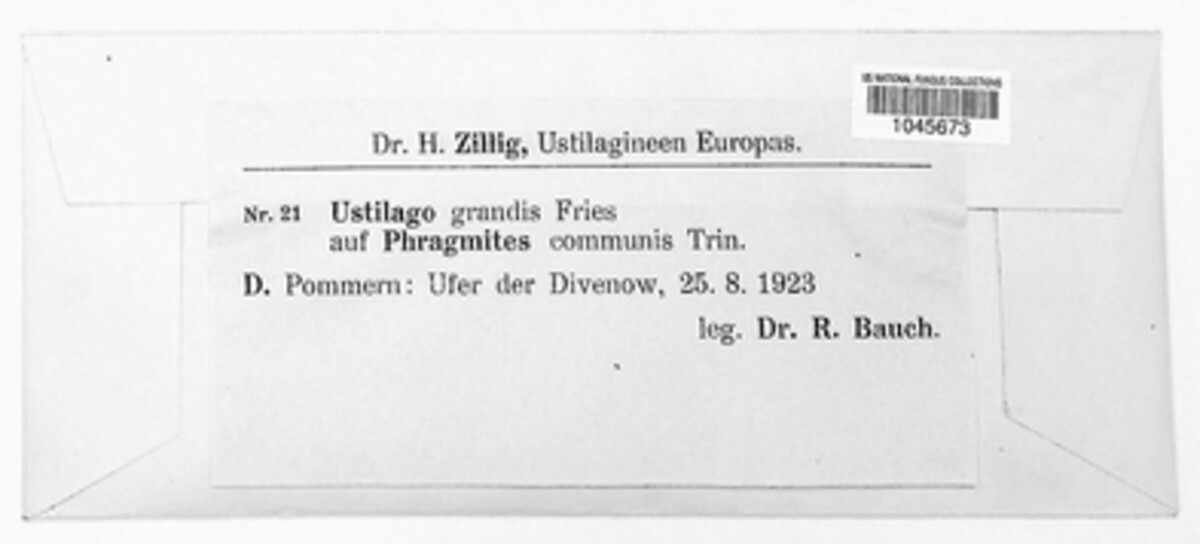 US NATIONAL FUNGUS COLLECTIONS
1045673
Dr. H. Zillig, Ustilagineen Europas.
Nr. 21 Ustilago grandis Fries
auf Phragmites communis Trin.
D. Pommern: Ufer der Divenow, 25. 8. 1923
leg. Dr. R. Bauch.